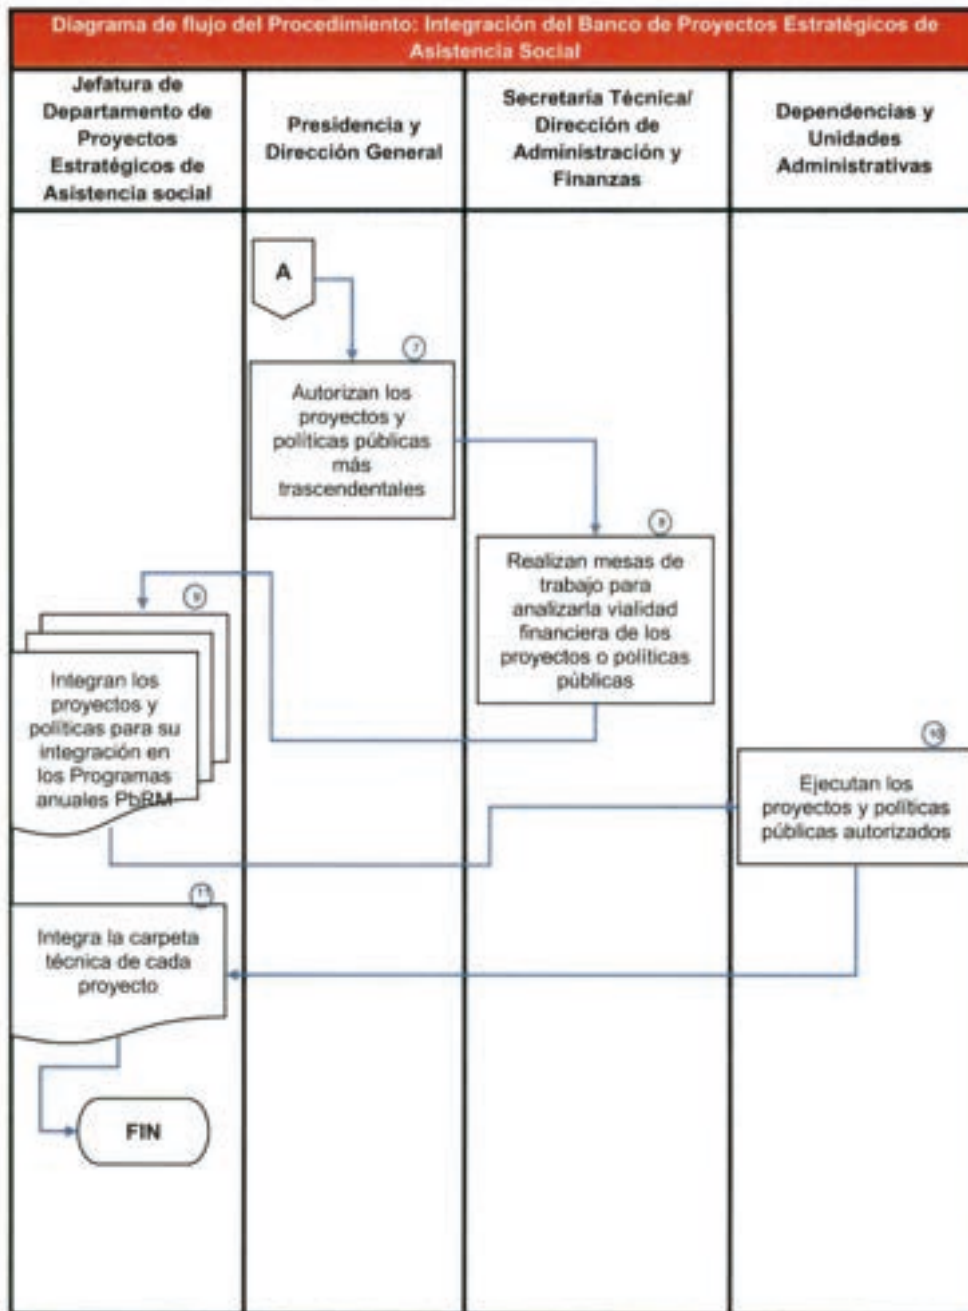 Diagrama de flujo del Procedimiento: Integración del Banco de Proyectos Estratégicos de
Asistencia Social
Jefatura de
Departamento de
Proyectos
Estratégicos de
Asistencia social
Presidencia y
Dirección General
Secretaría Técnica/
Dirección de
Administración y
Finanzas
Dependencias y
Unidades
Administrativas
A
7
Autorizan los
proyectos y
políticas públicas
más
trascendentales
8
Realizan mesas de
trabajo para
analizarla vialidad
financiera de los
proyectos o políticas
públicas
9
Integran los
proyectos y
políticas para su
integración en
los Programas
anuales PbRM
10
Ejecutan los
proyectos y políticas
públicas autorizados
11
Integra la carpeta
técnica de cada
proyecto
FIN